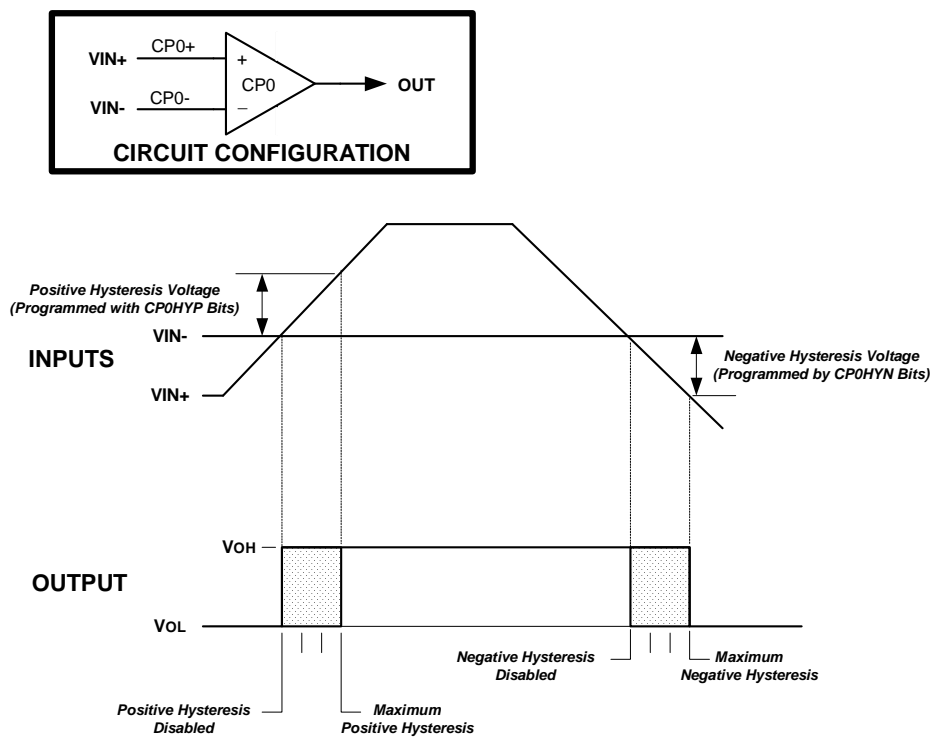 VIN+
CP0+
+
CP0
OUT
VIN-
CP0-
_
CIRCUIT CONFIGURATION
Positive Hysteresis Voltage
(Programmed with CP0HYP Bits)
VIN-
INPUTS
Negative Hysteresis Voltage
(Programmed by CP0HYN Bits)
VIN+
VOH
OUTPUT
VOL
Negative Hysteresis
Disabled
Maximum
Negative Hysteresis
Positive Hysteresis
Disabled
Maximum
Positive Hysteresis